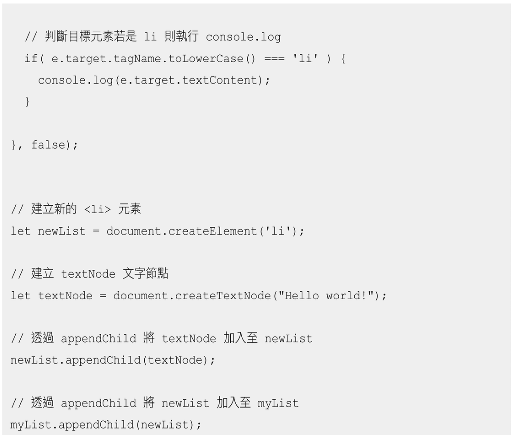 // 判斷目標元素若是 li 則執行 console.log
if( e.target.tagName.toLowerCase() === 'li' ) {
console.log(e.target.textContent);
}
}, false);
// 建立新的 <li> 元素
let newList = document.createElement('li');
// 建立 textNode 文字節點
let textNode = document.createTextNode("Hello world!");
// 透過 appendChild 將 textNode 加入至 newList
newList.appendChild(textNode);
// 透過 appendChild 將 newList 加入至 myList
myList.appendChild(newList);